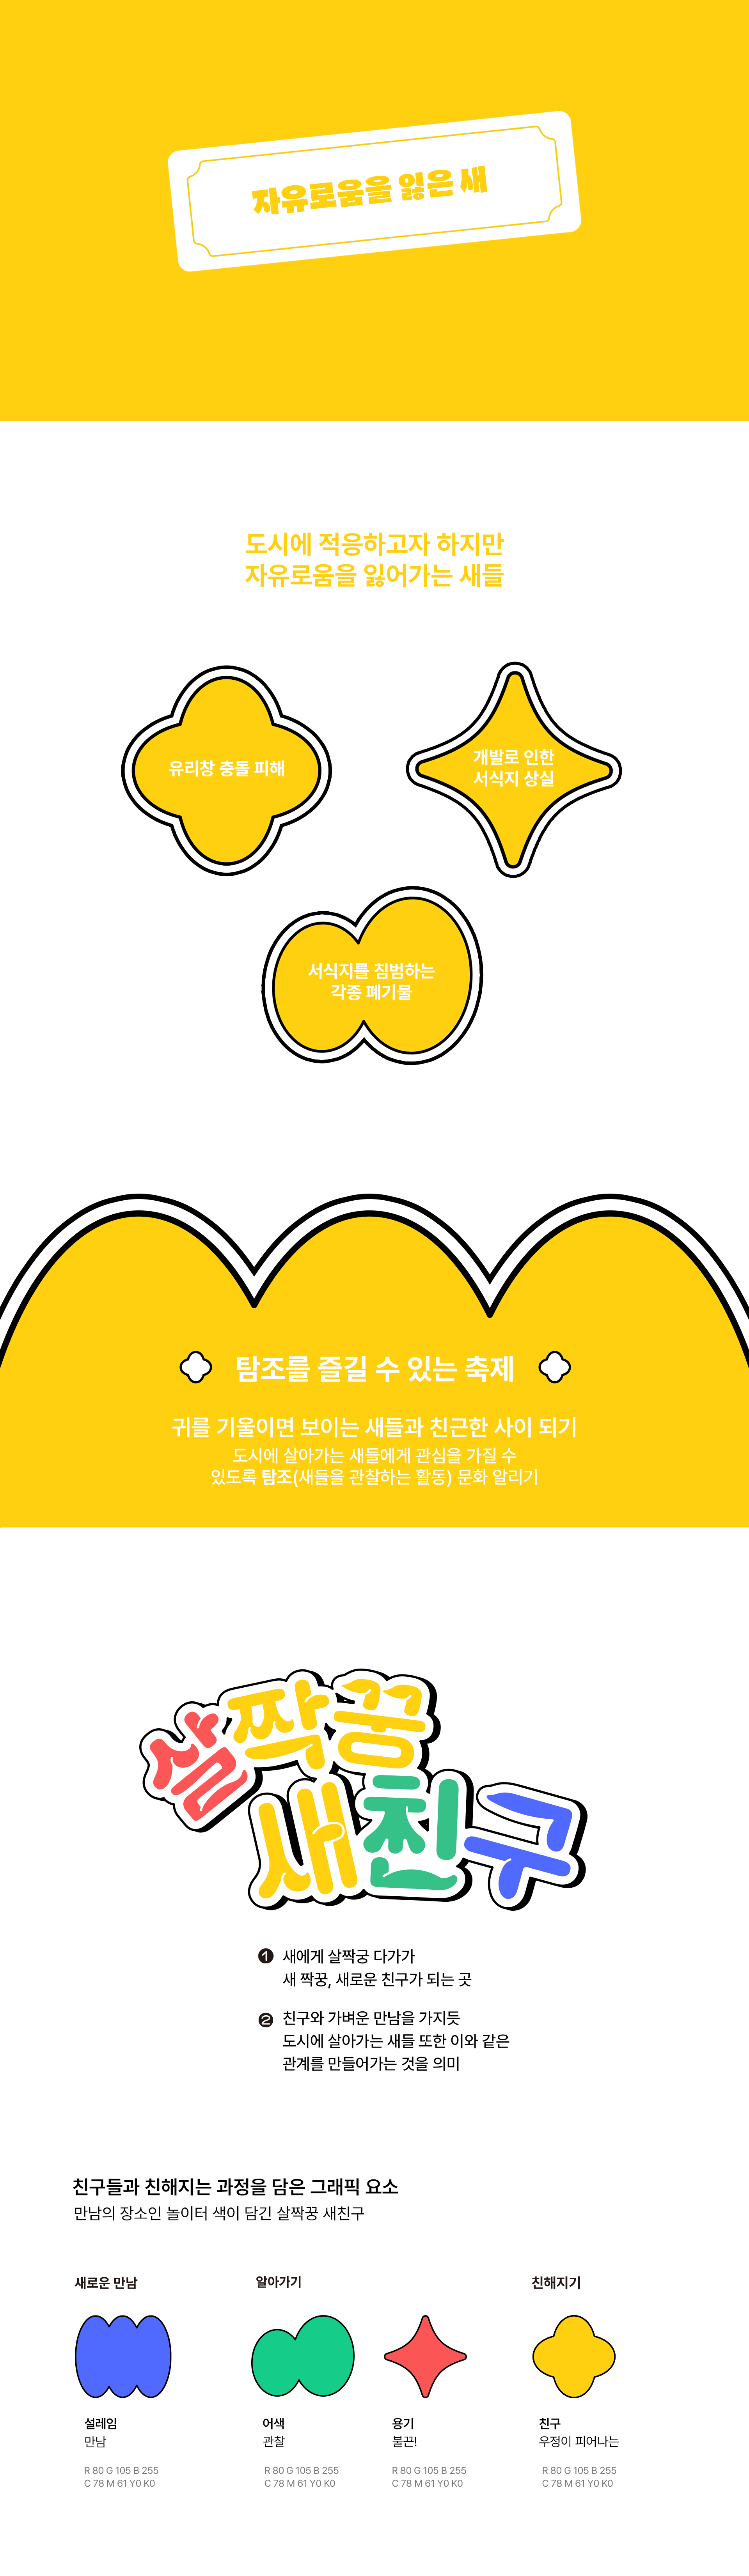 자유로움을 잃은 새
도시에 적응하고자 하지만
자유로움을 잃어가는 새들
유리창 충돌 피해
개발로 인한
서식지 상실
서식지를 침범하는
각종 폐기물
탐조를 즐길 수 있는 축제
귀를 기울이면 보이는 새들과 친근한 사이 되기
도시에 살아가는 새들에게 관심을 가질 수
있도록 탐조(새들을 관찰하는 활동) 문화 알리기
살짝꿍
새친구
1 새에게 살짝궁 다가가
새 짝꿍, 새로운 친구가 되는 곳
2 친구와 가벼운 만남을 가지듯
도시에 살아가는 새들 또한 이와 같은
관계를 만들어가는 것을 의미
친구들과 친해지는 과정을 담은 그래픽 요소
만남의 장소인 놀이터 색이 담긴 살짝꿍 새친구
새로운 만남
설레임
만남
R 80 G 105 B 255
C 78 M 61 Y0 K0
알아가기
어색
관찰
R 80 G 105 B 255
C 78 M 61 Y0 K0
용기
불끈!
R 80 G 105 B 255
C 78 M 61 Y0 K0
친해지기
친구
우정이 피어나는
R 80 G 105 B 255
C 78 M 61 Y0 K0